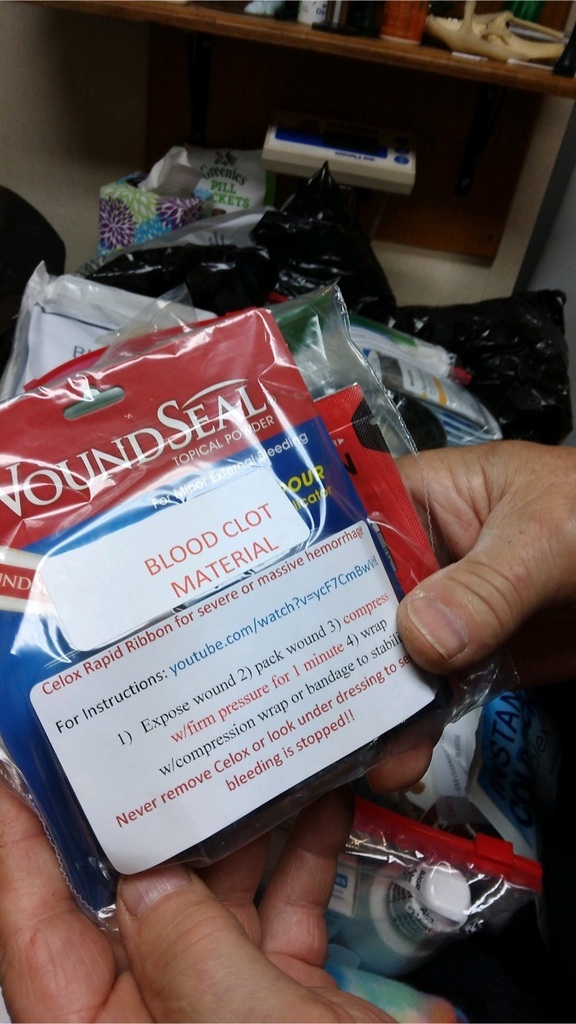 Greenies
PILL
POCKETS
WOUNDSEAL
TOPICAL POWDER
For Minor External Bleeding
BLOOD CLOT
MATERIAL
Celox Rapid Ribbon for severe or massive hemorrhage
For Instructions: youtube.com/watch?v=ycF7CmBwVf
1) Expose wound 2) pack wound 3) compress
w/firm pressure for 1 minute 4) wrap
w/compression wrap or bandage to stabili
Never remove Celox or look under dressing to se
bleeding is stopped!!
INSTAN